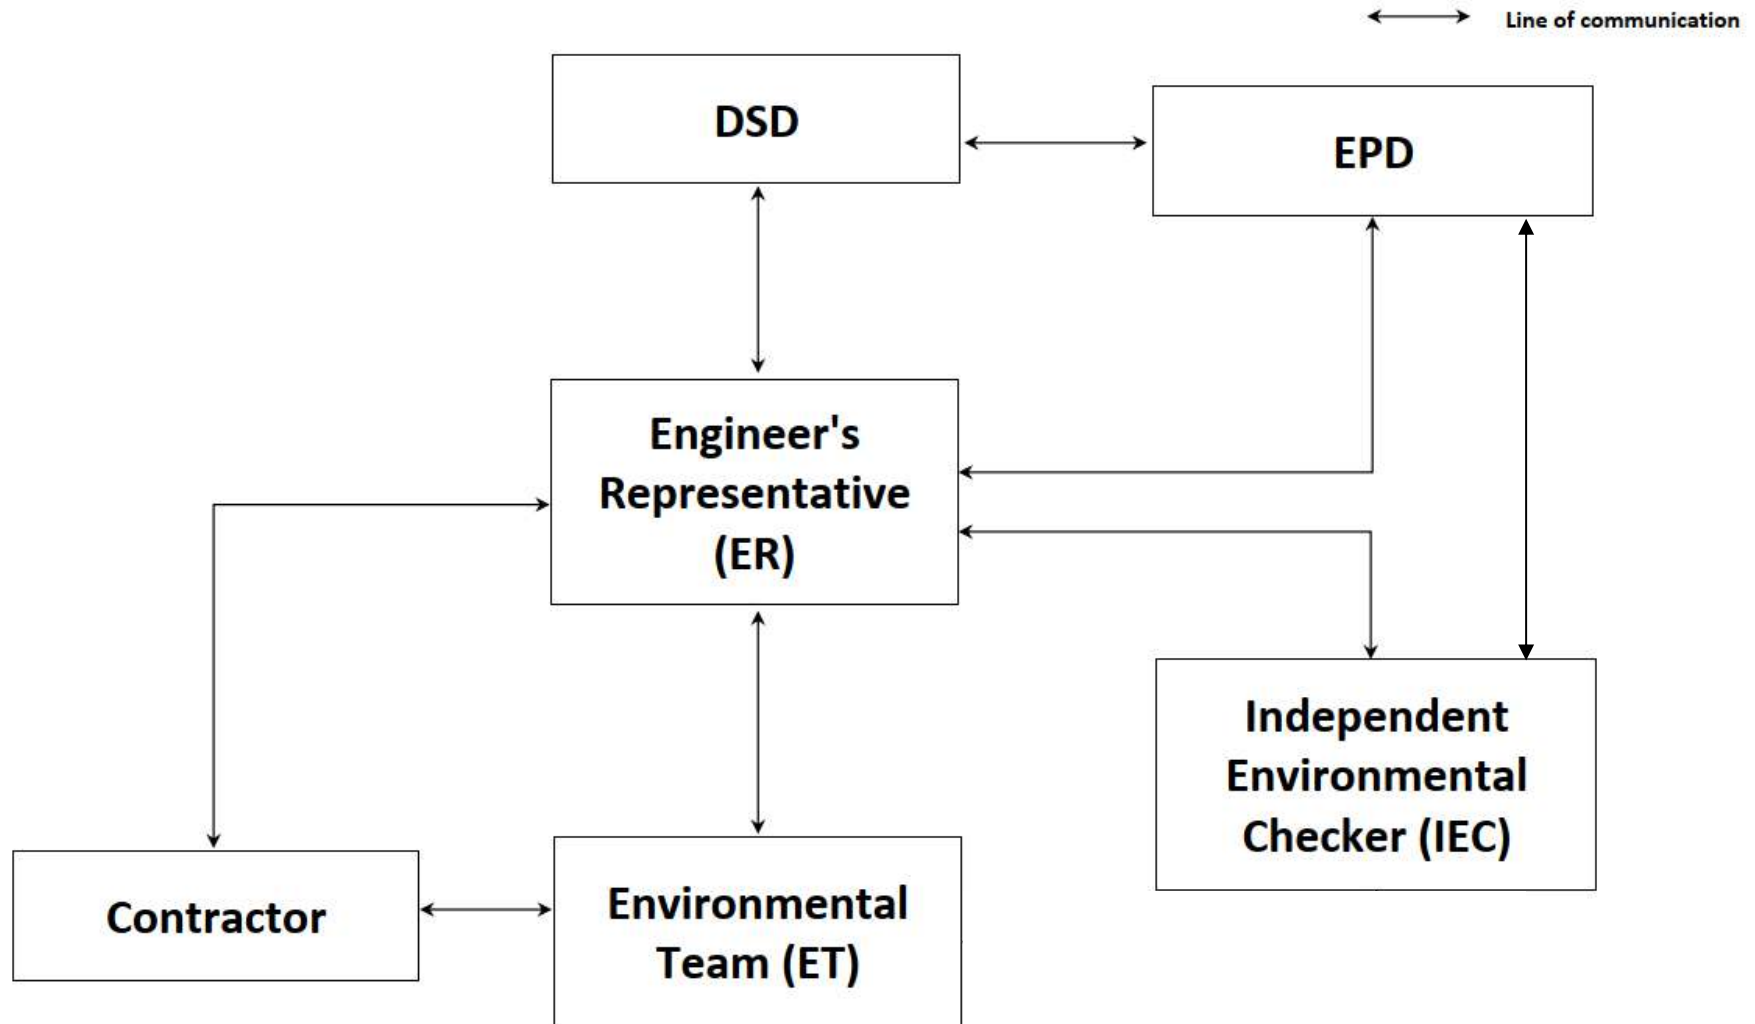 Line of communication
DSD
EPD
Engineer's
Representative
(ER)
Independent
Environmental
Checker (IEC)
Contractor
Environmental
Team (ET)